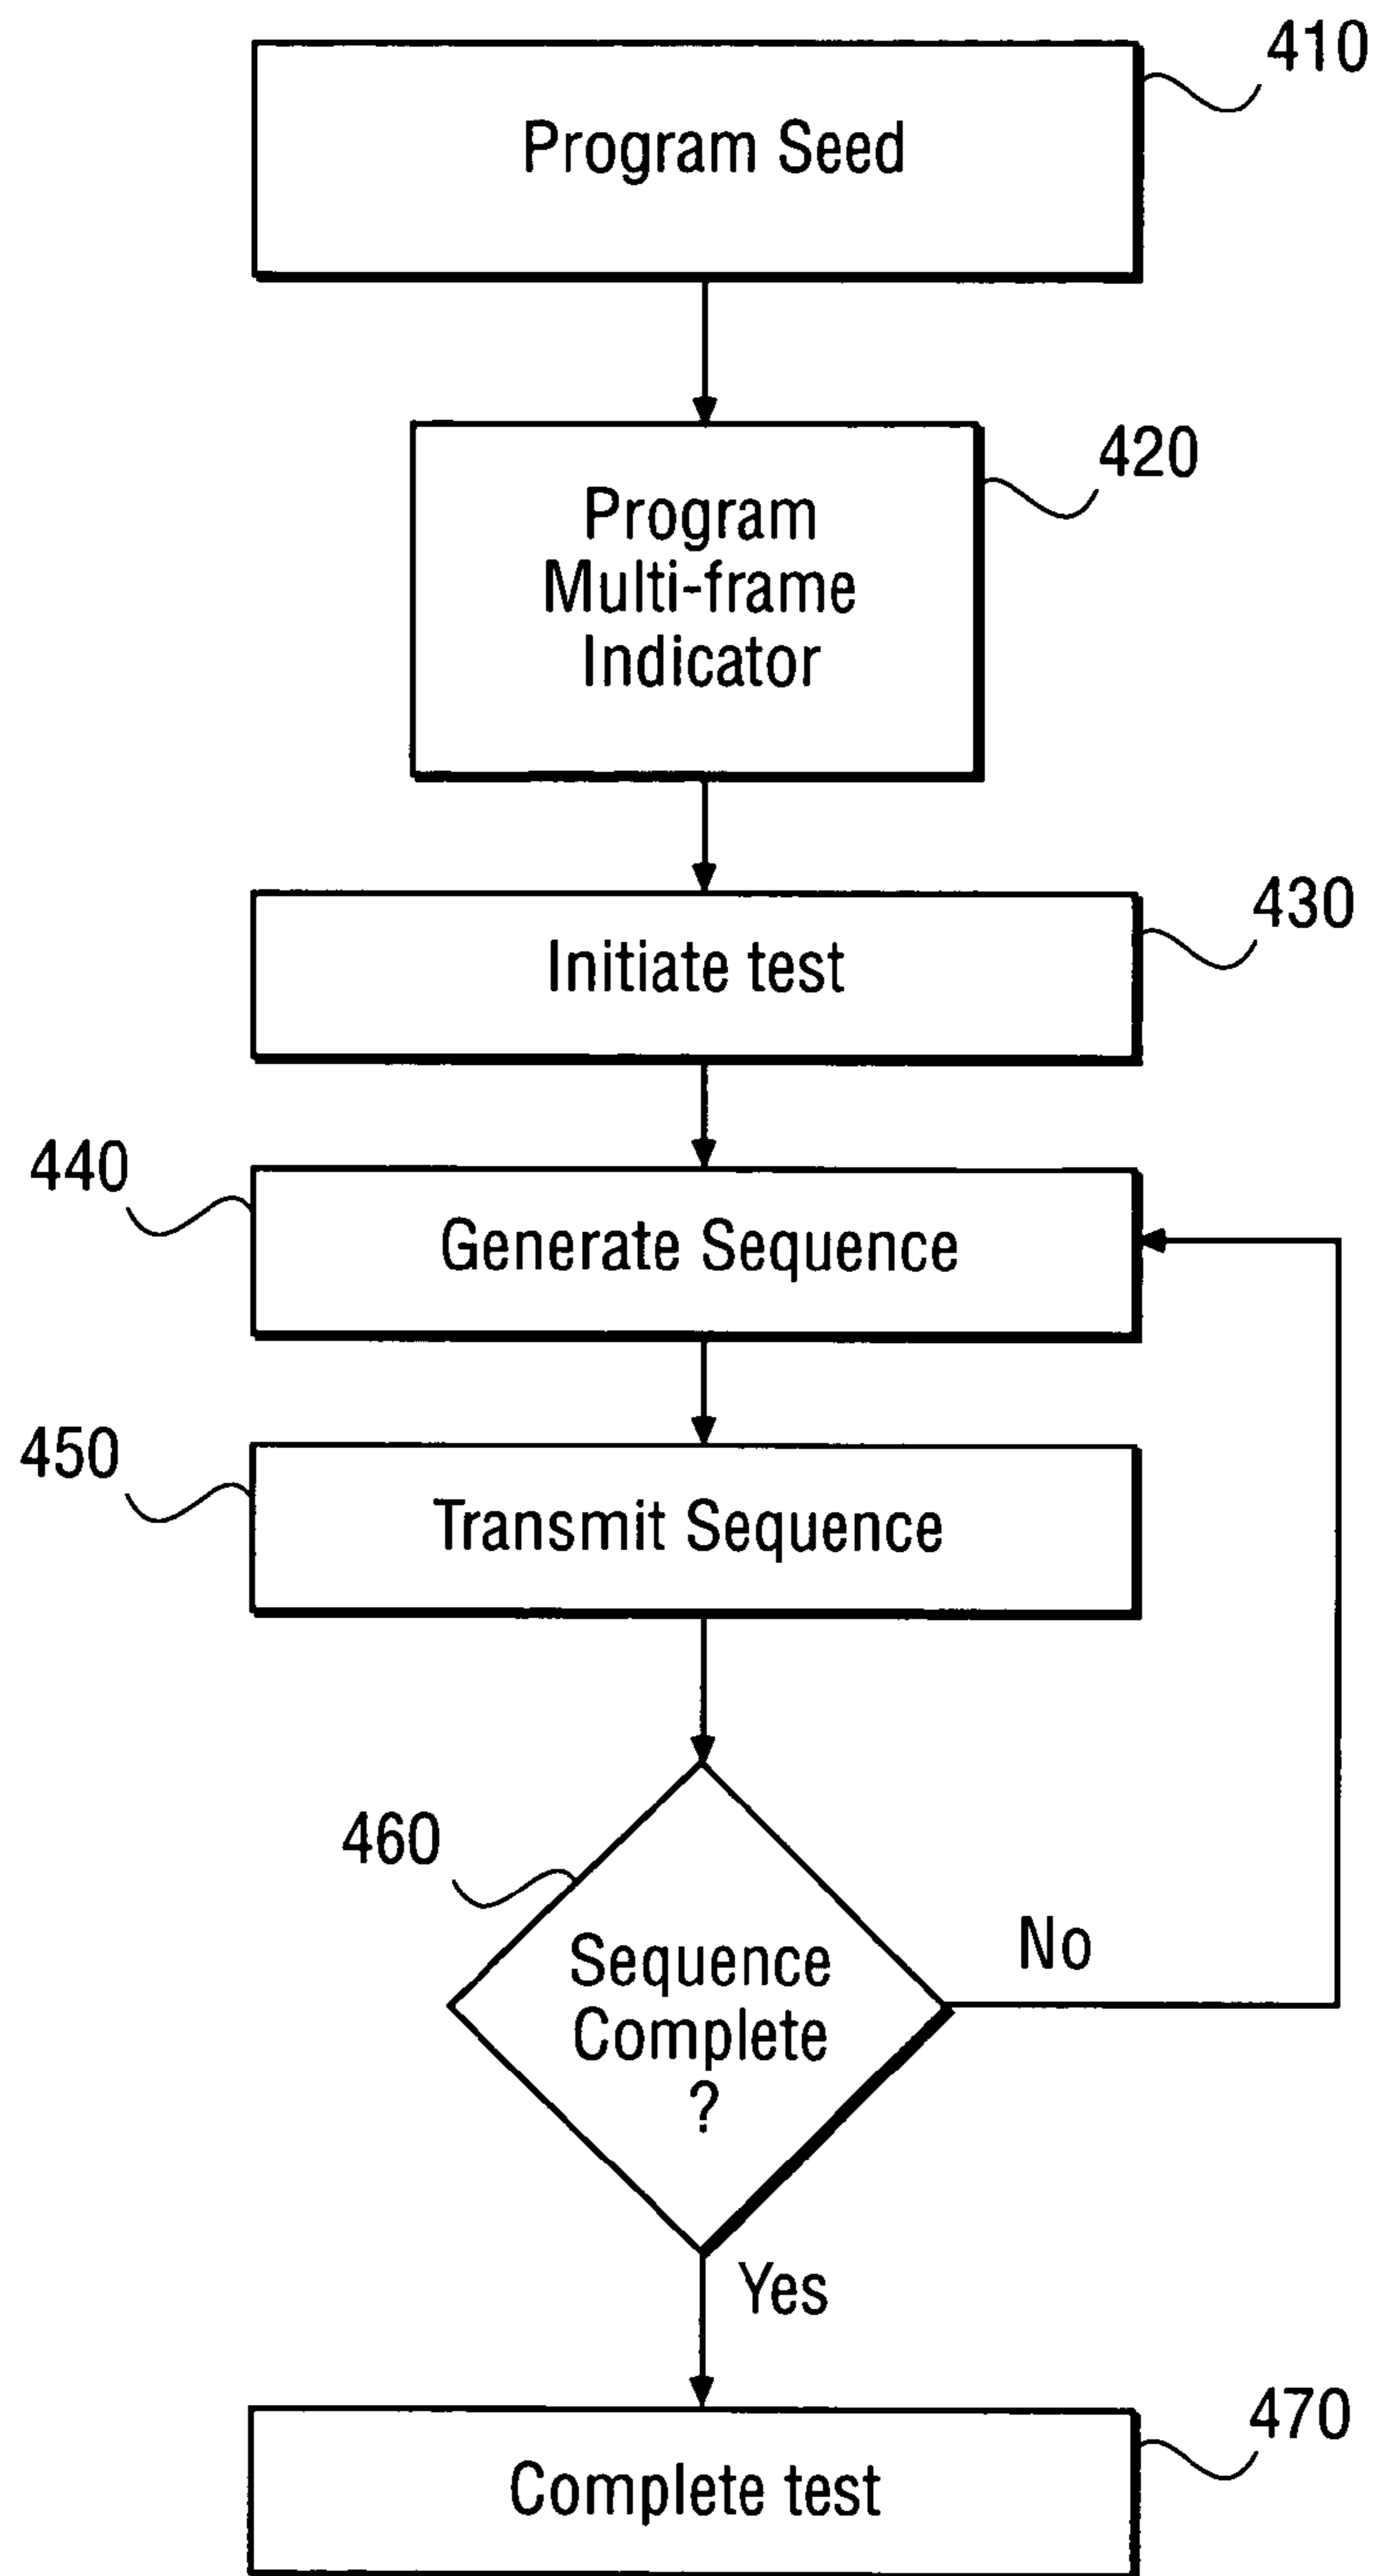 410
Program Seed
420
Program
Multi-frame
Indicator
430
Initiate test
440
Generate Sequence
450
Transmit Sequence
460
Sequence
Complete
?
No
Yes
470
Complete test